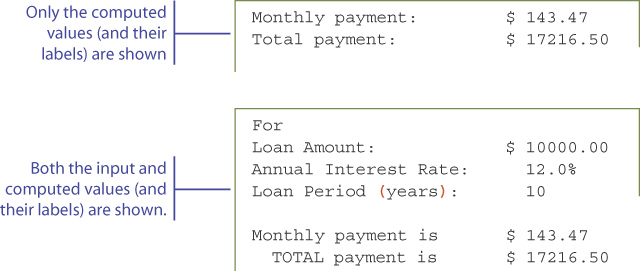 Only the computed
values (and their
labels) are shown
Monthly payment: $ 143.47
Total payment: $ 17216.50
Both the input and
computed values (and
their labels) are shown.
For
Loan Amount: $ 10000.00
Annual Interest Rate: 12.0%
Loan Period (years): 10
Monthly payment is $ 143.47
TOTAL payment is $ 17216.50